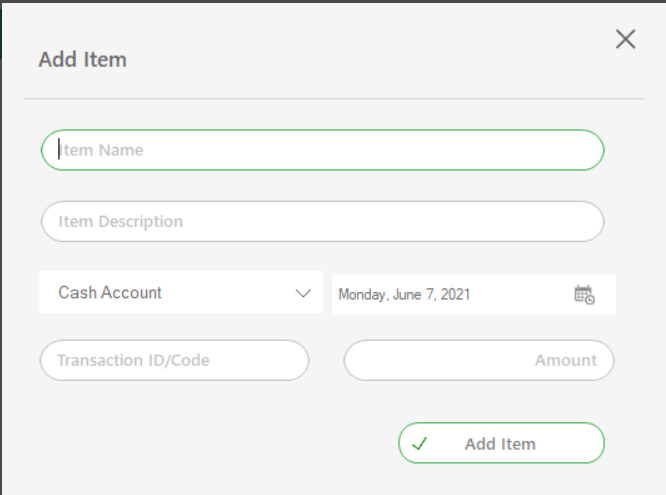 Add Item
Item Name
Item Description
Cash Account
Monday, June 7, 2021
Transaction ID/Code
Amount
Add Item